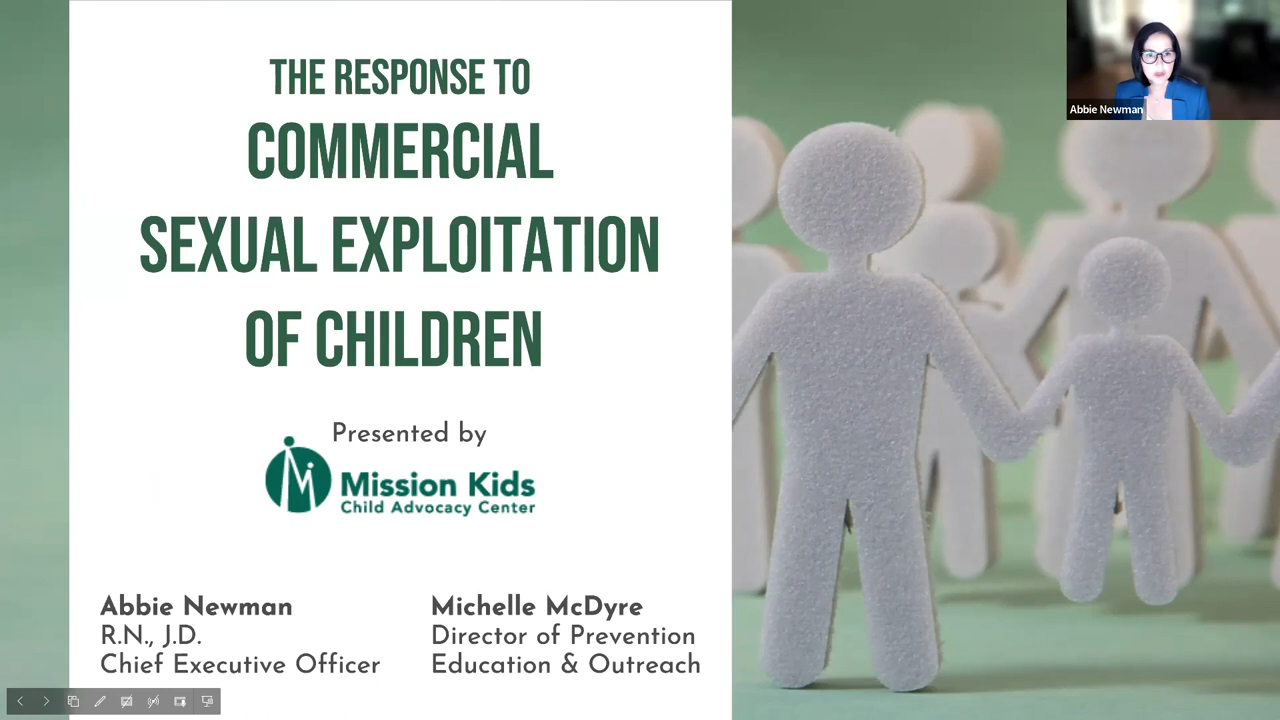 THE RESPONSE TO
COMMERCIAL
SEXUAL EXPLOITATION
OF CHILDREN
Presented by
Mission Kids
Child Advocacy Center
Abbie Newman
R.N., J.D.
Chief Executive Officer
Michelle McDyre
Director of Prevention
Education & Outreach
Abbie Newman